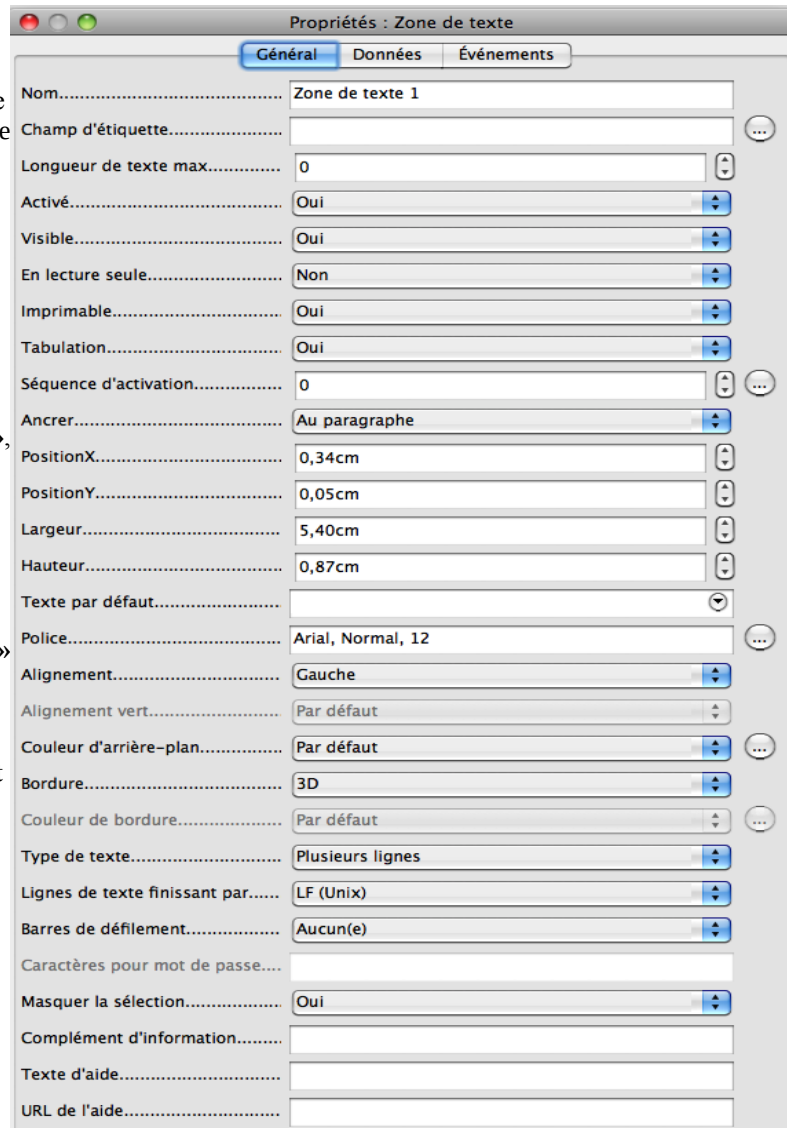 Propriétés : Zone de texte
Général Données Événements
Nom........................................ Zone de texte 1
e
Champ d'étiquette..................... ...
e
Longueur de texte max.............. 0
Activé....................................... Oui
Visible...................................... Oui
En lecture seule......................... Non
Imprimable................................ Oui
Tabulation................................. Oui
Séquence d'activation................. 0 ...
Ancrer....................................... Au paragraphe
»,
PositionX................................... 0,34cm
PositionY................................... 0,05cm
Largeur...................................... 5,40cm
Hauteur..................................... 0,87cm
Texte par défaut........................
Police........................................ Arial, Normal, 12 ...
»
Alignement................................ Gauche
Alignement vert......................... Par défaut
Couleur d'arrière-plan................ Par défaut ...
t
Bordure...................................... 3D
Couleur de bordure.................... Par défaut ...
Type de texte............................. Plusieurs lignes
Lignes de texte finissant par...... LF (Unix)
Barres de défilement.................. Aucun(e)
Caractères pour mot de passe....
Masquer la sélection.................. Oui
Complément d'information.........
Texte d'aide...............................
URL de l'aide..............................